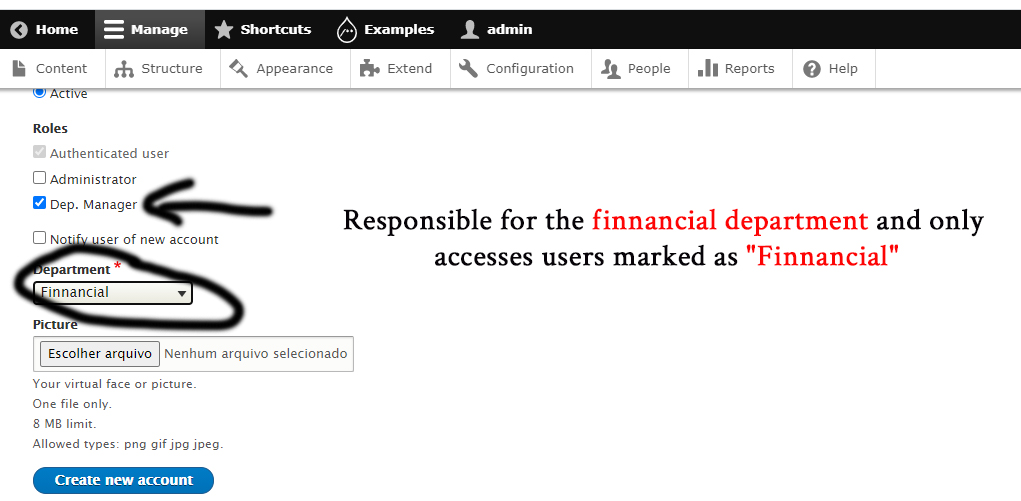 Home Manage Shortcuts Examples admin
Content Structure Appearance Extend Configuration People Reports Help
Active
Roles
Authenticated user
Administrator
Dep. Manager
Notify user of new account
Department *
Finnancial
Responsible for the finnancial department and only
accesses users marked as "Finnancial"
Picture
Escolher arquivo Nenhum arquivo selecionado
Your virtual face or picture.
One file only.
8 MB limit.
Allowed types: png gif jpg jpeg.
Create new account